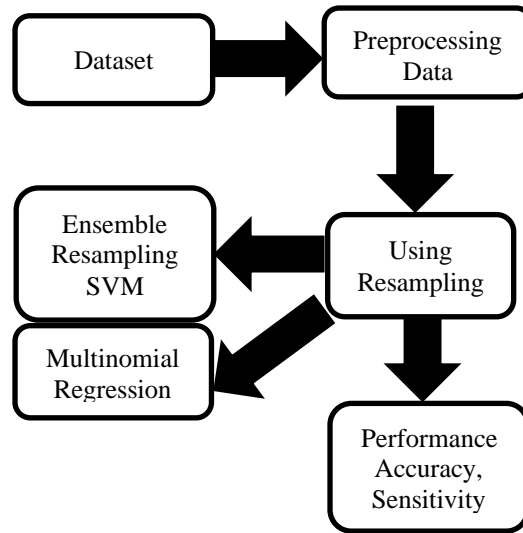 Dataset
Preprocessing
Data
Ensemble
Resampling
SVM
Using
Resampling
Multinomial
Regression
Performance
Accuracy,
Sensitivity